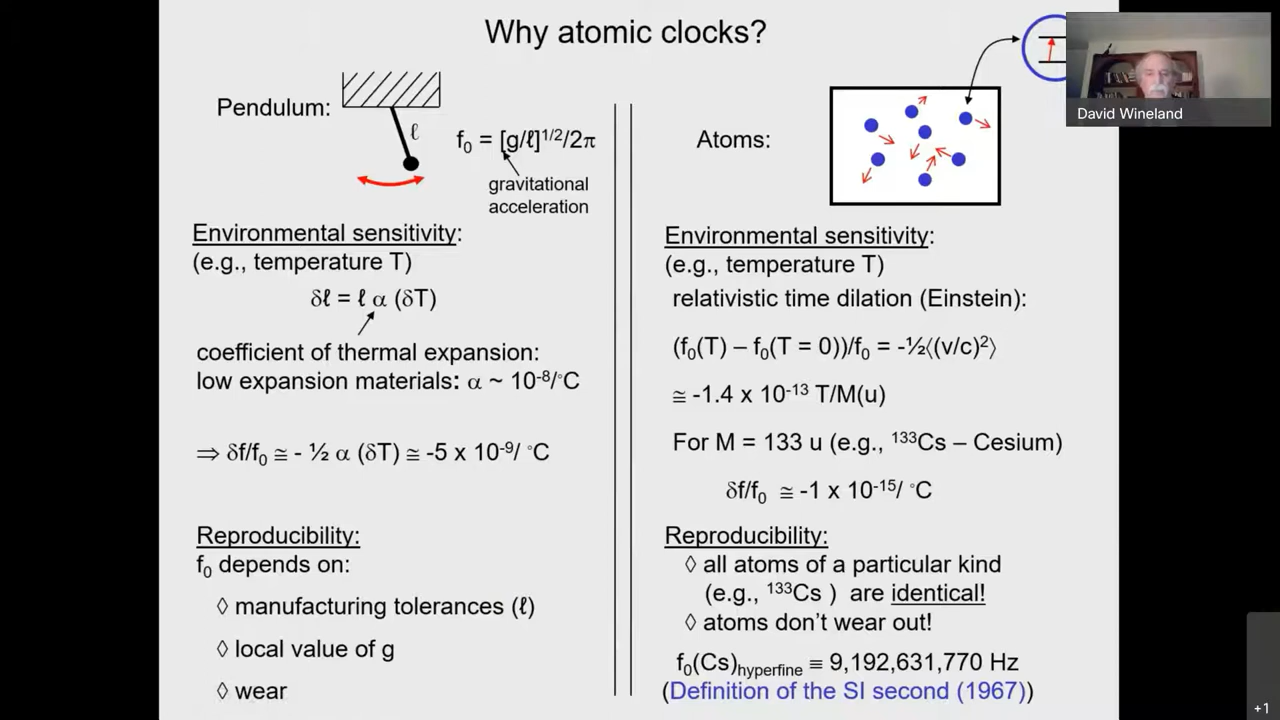 Why atomic clocks?
David Wineland
Pendulum:
ℓ
f₀ = [g/ℓ]¹ᐟ²/2π
gravitational
acceleration
Environmental sensitivity:
(e.g., temperature T)
δℓ = ℓ α (δT)
coefficient of thermal expansion:
low expansion materials: α ~ 10⁻⁸/°C
⇒ δf/f₀ ≅ - ½ α (δT) ≅ -5 x 10⁻⁹/ °C
Reproducibility:
f₀ depends on:
◊ manufacturing tolerances (ℓ)
◊ local value of g
◊ wear
Atoms:
Environmental sensitivity:
(e.g., temperature T)
relativistic time dilation (Einstein):
(f₀(T) – f₀(T = 0))/f₀ = -½⟨(v/c)²⟩
≅ -1.4 x 10⁻¹³ T/M(u)
For M = 133 u (e.g., ¹³³Cs – Cesium)
δf/f₀ ≅ -1 x 10⁻¹⁵/ °C
Reproducibility:
◊ all atoms of a particular kind
(e.g., ¹³³Cs ) are identical!
◊ atoms don't wear out!
f₀(Cs)hyperfine ≡ 9,192,631,770 Hz
(Definition of the SI second (1967))
+1